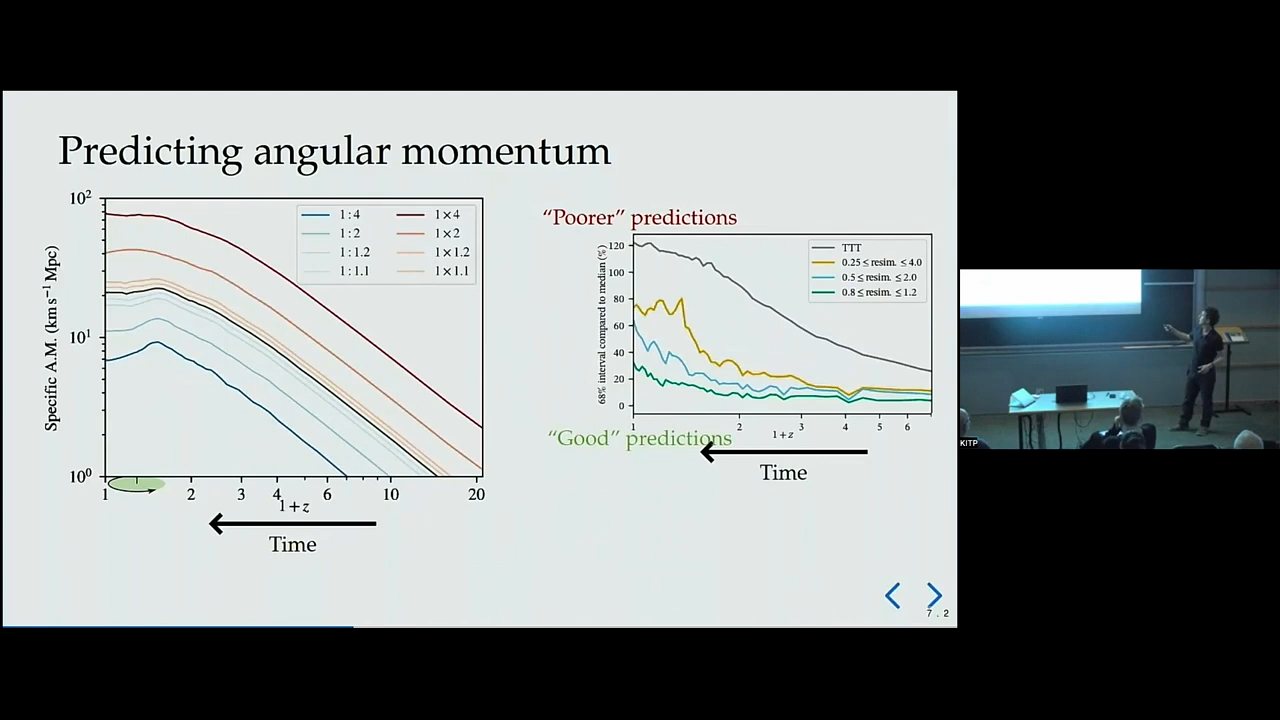 Predicting angular momentum
Specific A.M. (km s⁻¹ Mpc)
10²
10¹
10⁰
1:4
1:2
1:1.2
1:1.1
1×4
1×2
1×1.2
1×1.1
1 2 3 4 6 10 20
1+z
Time
"Poorer" predictions
68% interval compared to median (%)
120
100
80
60
40
20
0
TTT
0.25 ≤ resim. ≤ 4.0
0.5 ≤ resim. ≤ 2.0
0.8 ≤ resim. ≤ 1.2
1 2 3 4 5 6
1+z
"Good" predictions
Time
7.2
KITP